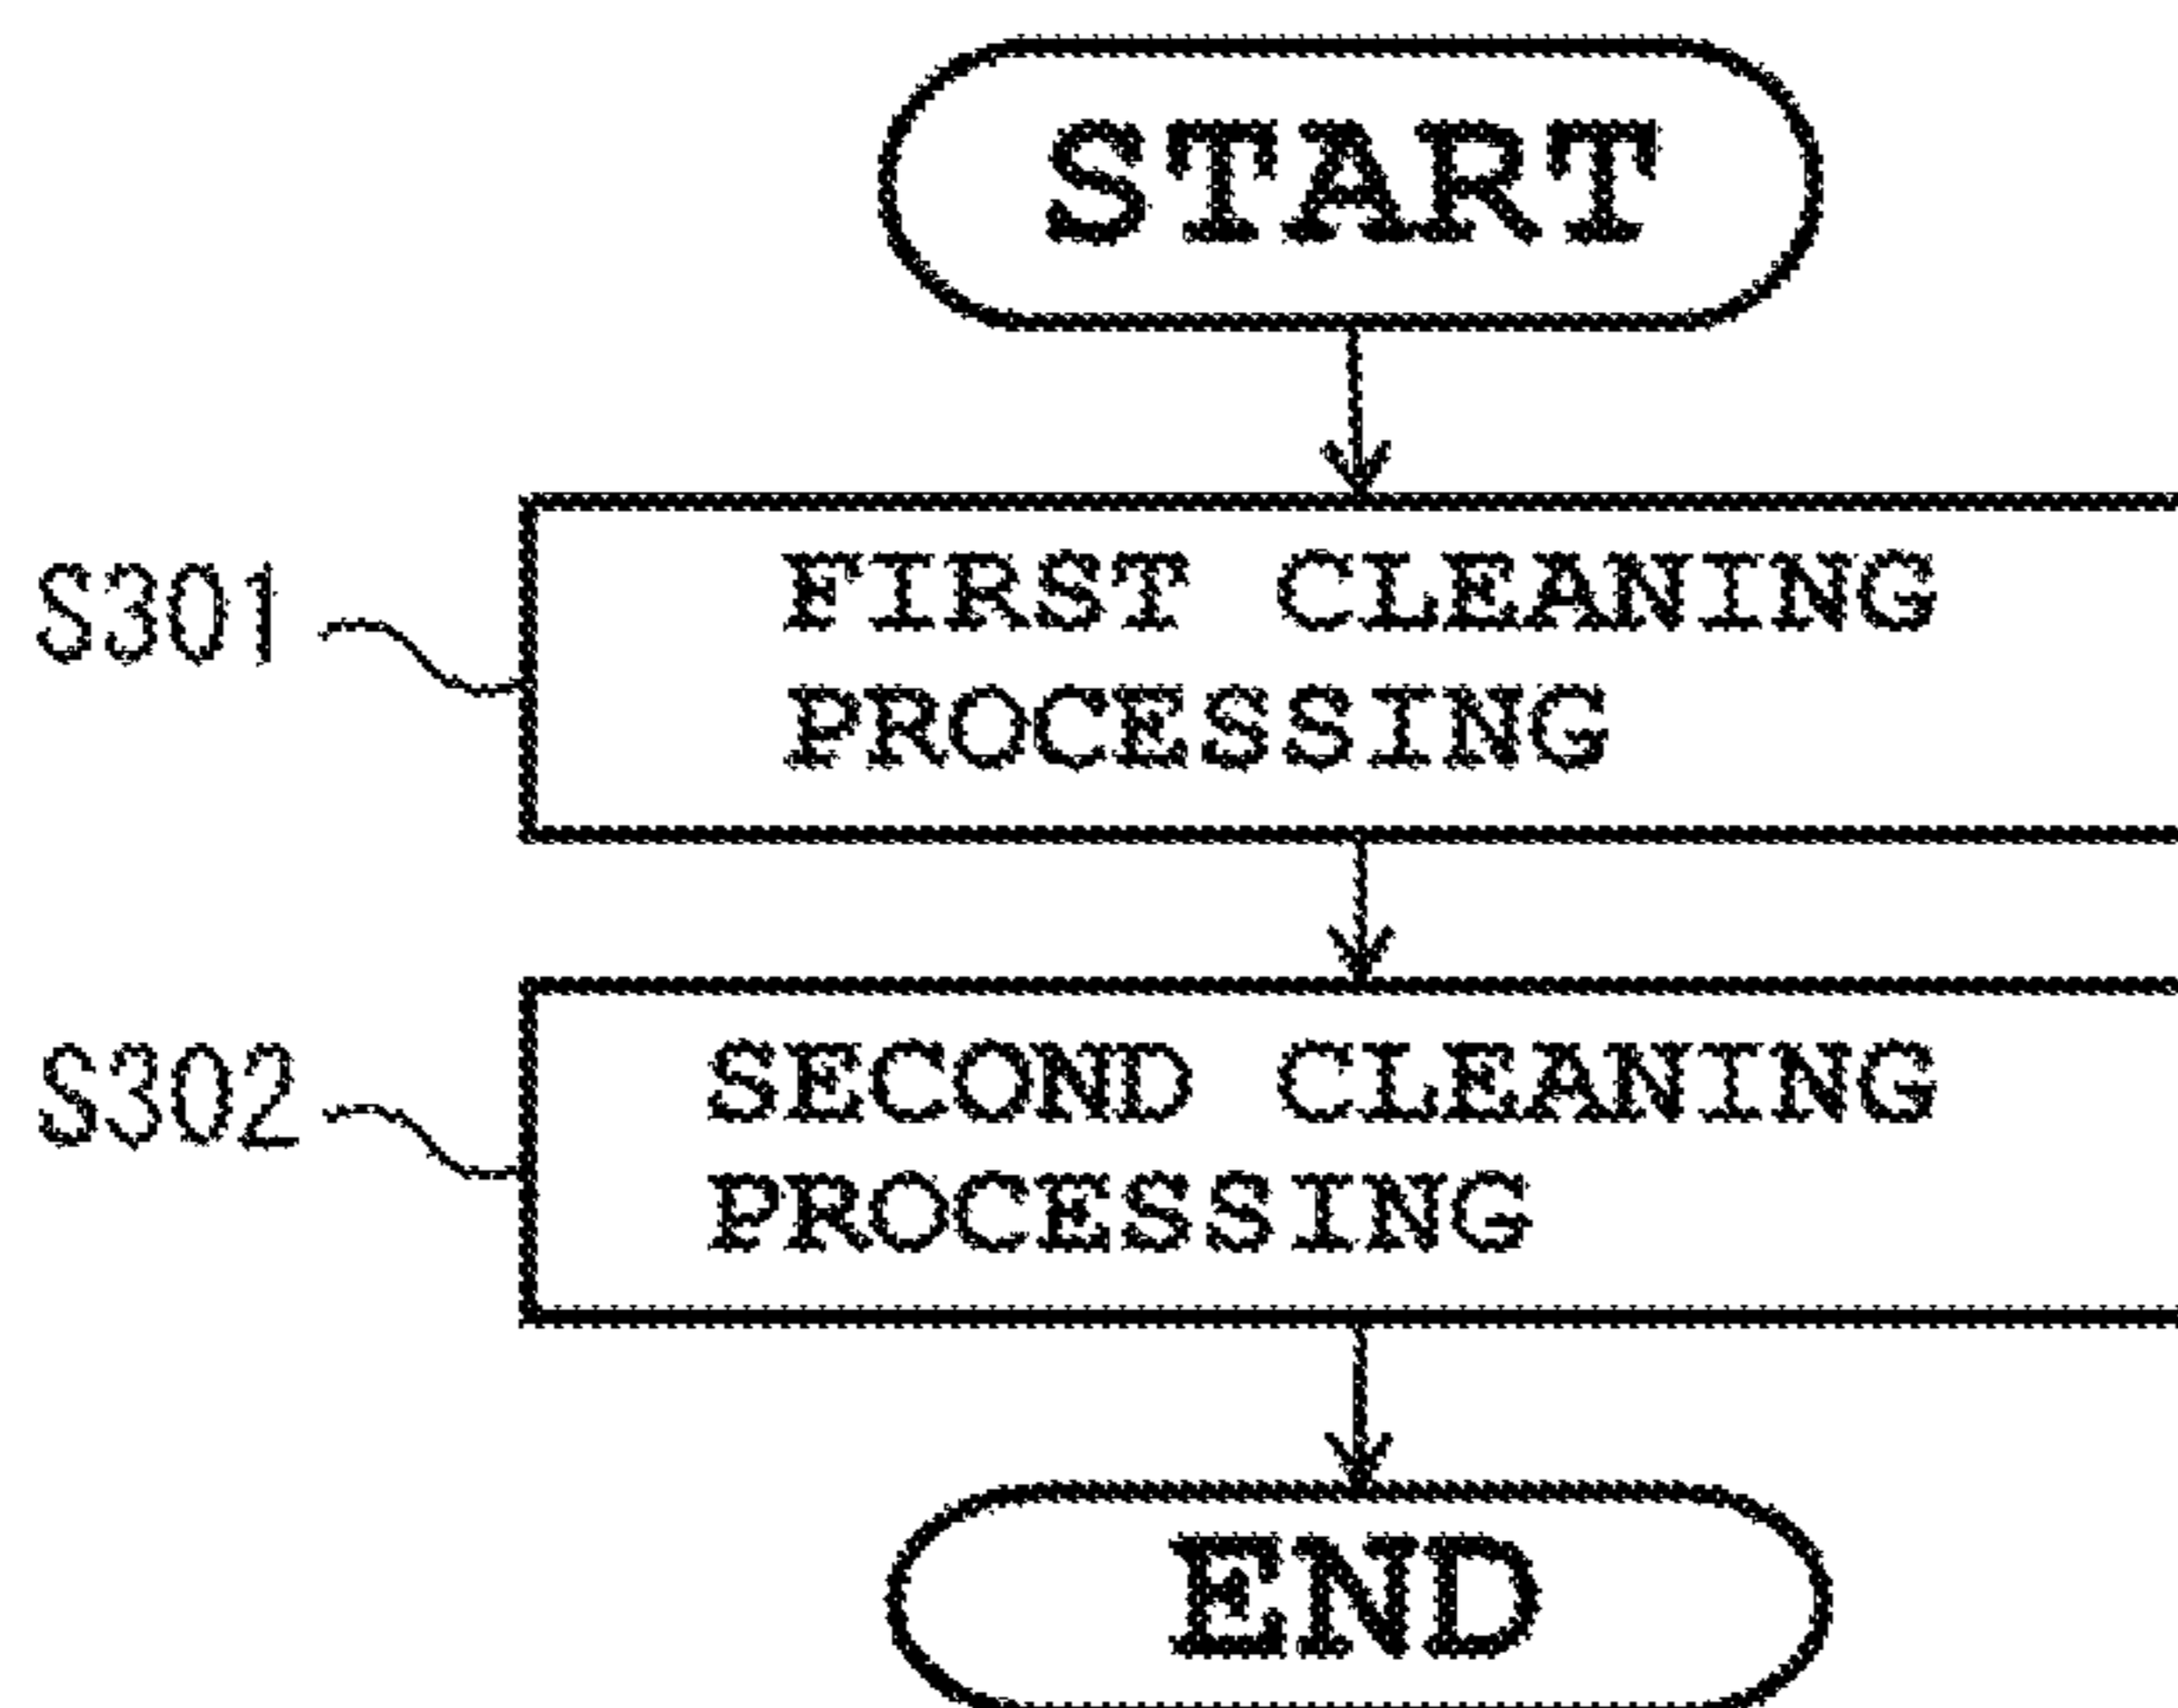 START
S301
FIRST CLEANING
PROCESSING
S302
SECOND CLEANING
PROCESSING
END